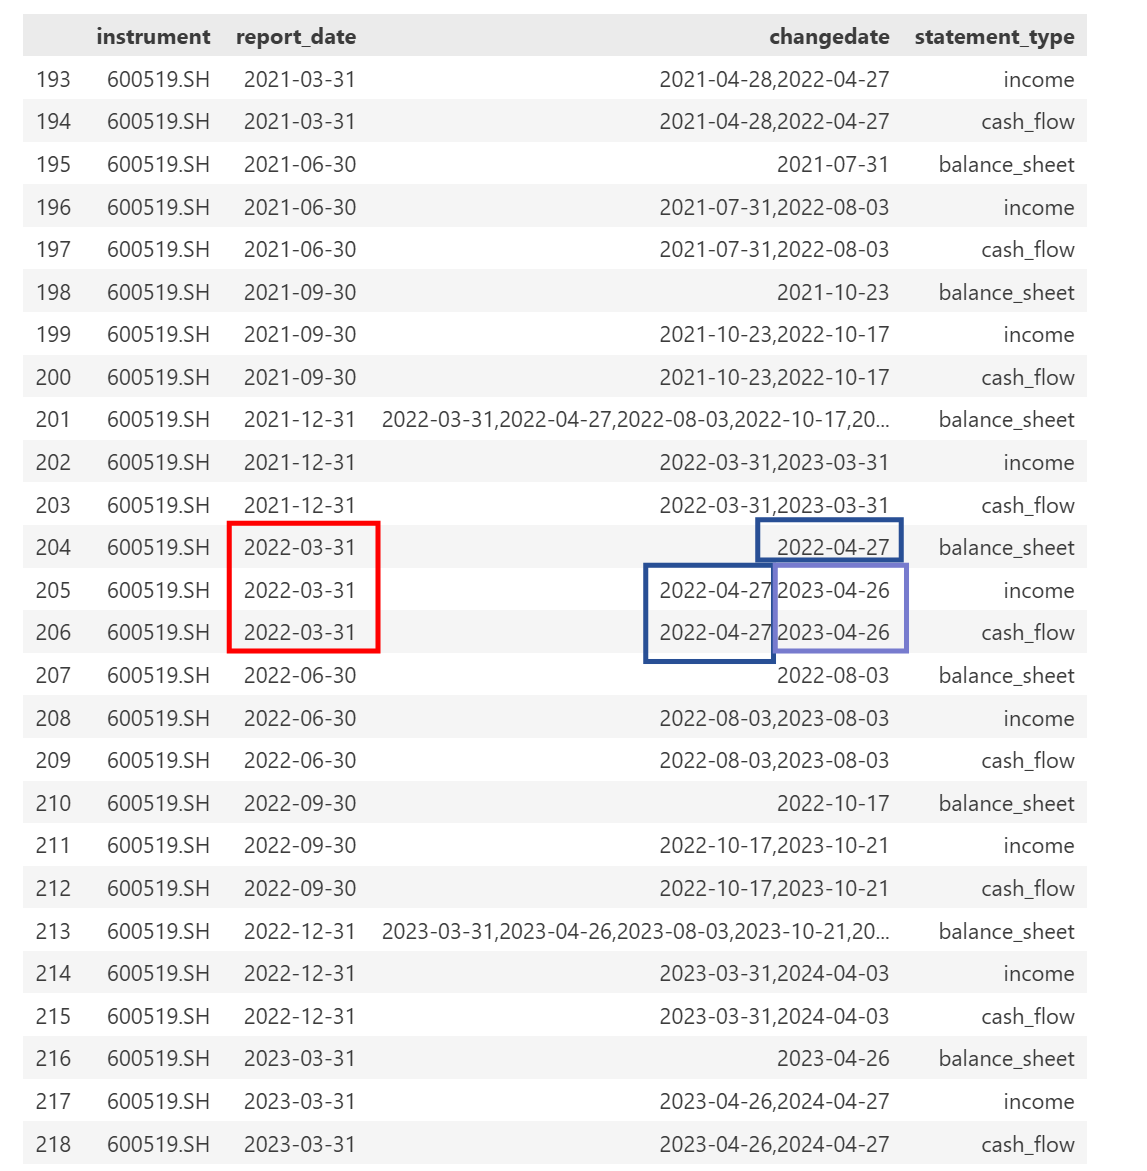 instrument report_date changedate statement_type
193 600519.SH 2021-03-31 2021-04-28,2022-04-27 income
194 600519.SH 2021-03-31 2021-04-28,2022-04-27 cash_flow
195 600519.SH 2021-06-30 2021-07-31 balance_sheet
196 600519.SH 2021-06-30 2021-07-31,2022-08-03 income
197 600519.SH 2021-06-30 2021-07-31,2022-08-03 cash_flow
198 600519.SH 2021-09-30 2021-10-23 balance_sheet
199 600519.SH 2021-09-30 2021-10-23,2022-10-17 income
200 600519.SH 2021-09-30 2021-10-23,2022-10-17 cash_flow
201 600519.SH 2021-12-31 2022-03-31,2022-04-27,2022-08-03,2022-10-17,20... balance_sheet
202 600519.SH 2021-12-31 2022-03-31,2023-03-31 income
203 600519.SH 2021-12-31 2022-03-31,2023-03-31 cash_flow
204 600519.SH 2022-03-31 2022-04-27 balance_sheet
205 600519.SH 2022-03-31 2022-04-27,2023-04-26 income
206 600519.SH 2022-03-31 2022-04-27,2023-04-26 cash_flow
207 600519.SH 2022-06-30 2022-08-03 balance_sheet
208 600519.SH 2022-06-30 2022-08-03,2023-08-03 income
209 600519.SH 2022-06-30 2022-08-03,2023-08-03 cash_flow
210 600519.SH 2022-09-30 2022-10-17 balance_sheet
211 600519.SH 2022-09-30 2022-10-17,2023-10-21 income
212 600519.SH 2022-09-30 2022-10-17,2023-10-21 cash_flow
213 600519.SH 2022-12-31 2023-03-31,2023-04-26,2023-08-03,2023-10-21,20... balance_sheet
214 600519.SH 2022-12-31 2023-03-31,2024-04-03 income
215 600519.SH 2022-12-31 2023-03-31,2024-04-03 cash_flow
216 600519.SH 2023-03-31 2023-04-26 balance_sheet
217 600519.SH 2023-03-31 2023-04-26,2024-04-27 income
218 600519.SH 2023-03-31 2023-04-26,2024-04-27 cash_flow